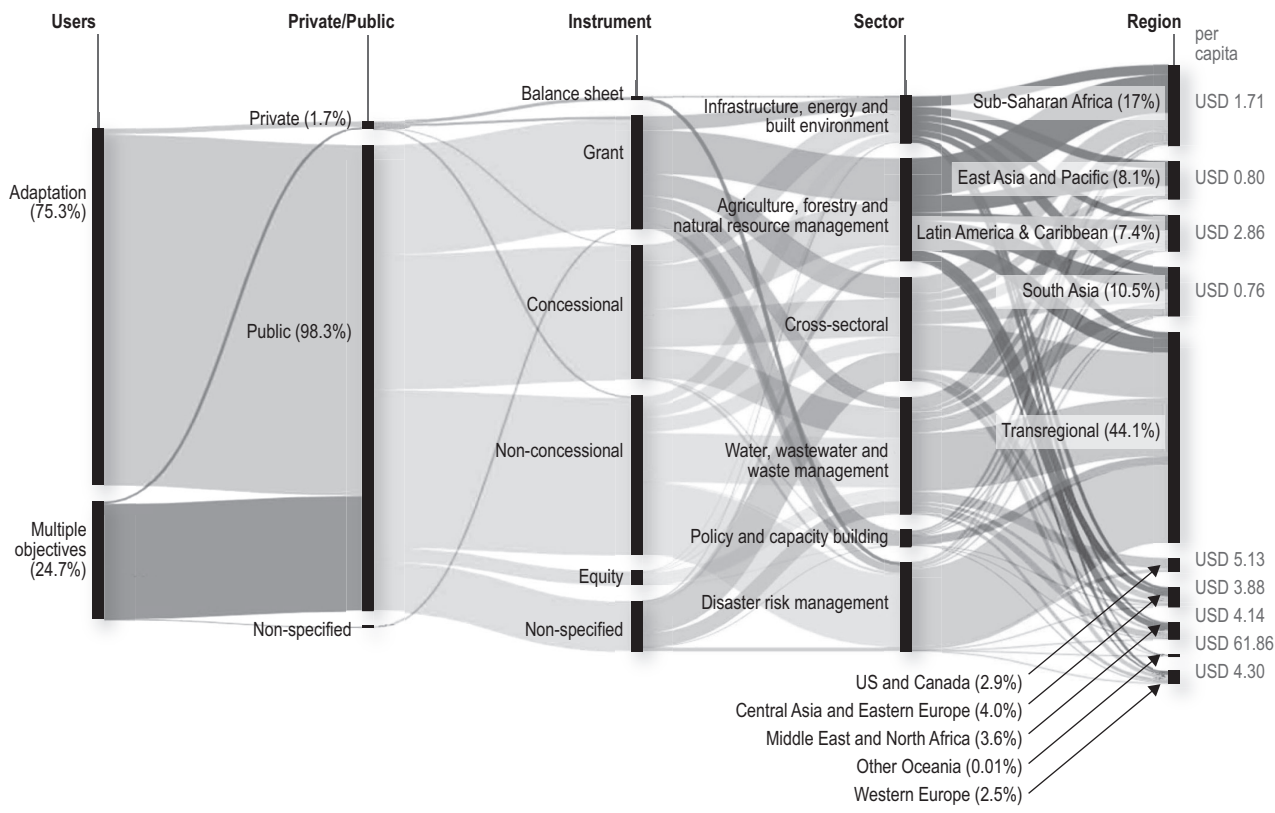 Users
Private/Public
Instrument
Sector
Region
per
capita
Adaptation
(75.3%)
Multiple
objectives
(24.7%)
Private (1.7%)
Public (98.3%)
Non-specified
Balance sheet
Grant
Concessional
Non-concessional
Equity
Non-specified
Infrastructure, energy and
built environment
Agriculture, forestry and
natural resource management
Cross-sectoral
Water, wastewater and
waste management
Policy and capacity building
Disaster risk management
Sub-Saharan Africa (17%)
USD 1.71
East Asia and Pacific (8.1%)
USD 0.80
Latin America & Caribbean (7.4%)
USD 2.86
South Asia (10.5%)
USD 0.76
Transregional (44.1%)
USD 5.13
USD 3.88
USD 4.14
USD 61.86
USD 4.30
US and Canada (2.9%)
Central Asia and Eastern Europe (4.0%)
Middle East and North Africa (3.6%)
Other Oceania (0.01%)
Western Europe (2.5%)